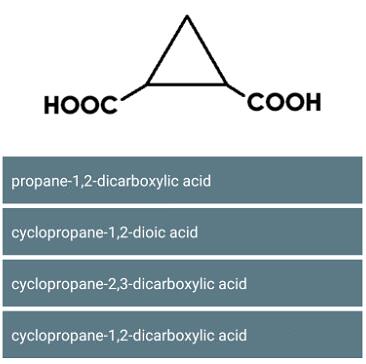 HOOC COOH
propane-1,2-dicarboxylic acid
cyclopropane-1,2-dioic acid
cyclopropane-2,3-dicarboxylic acid
cyclopropane-1,2-dicarboxylic acid